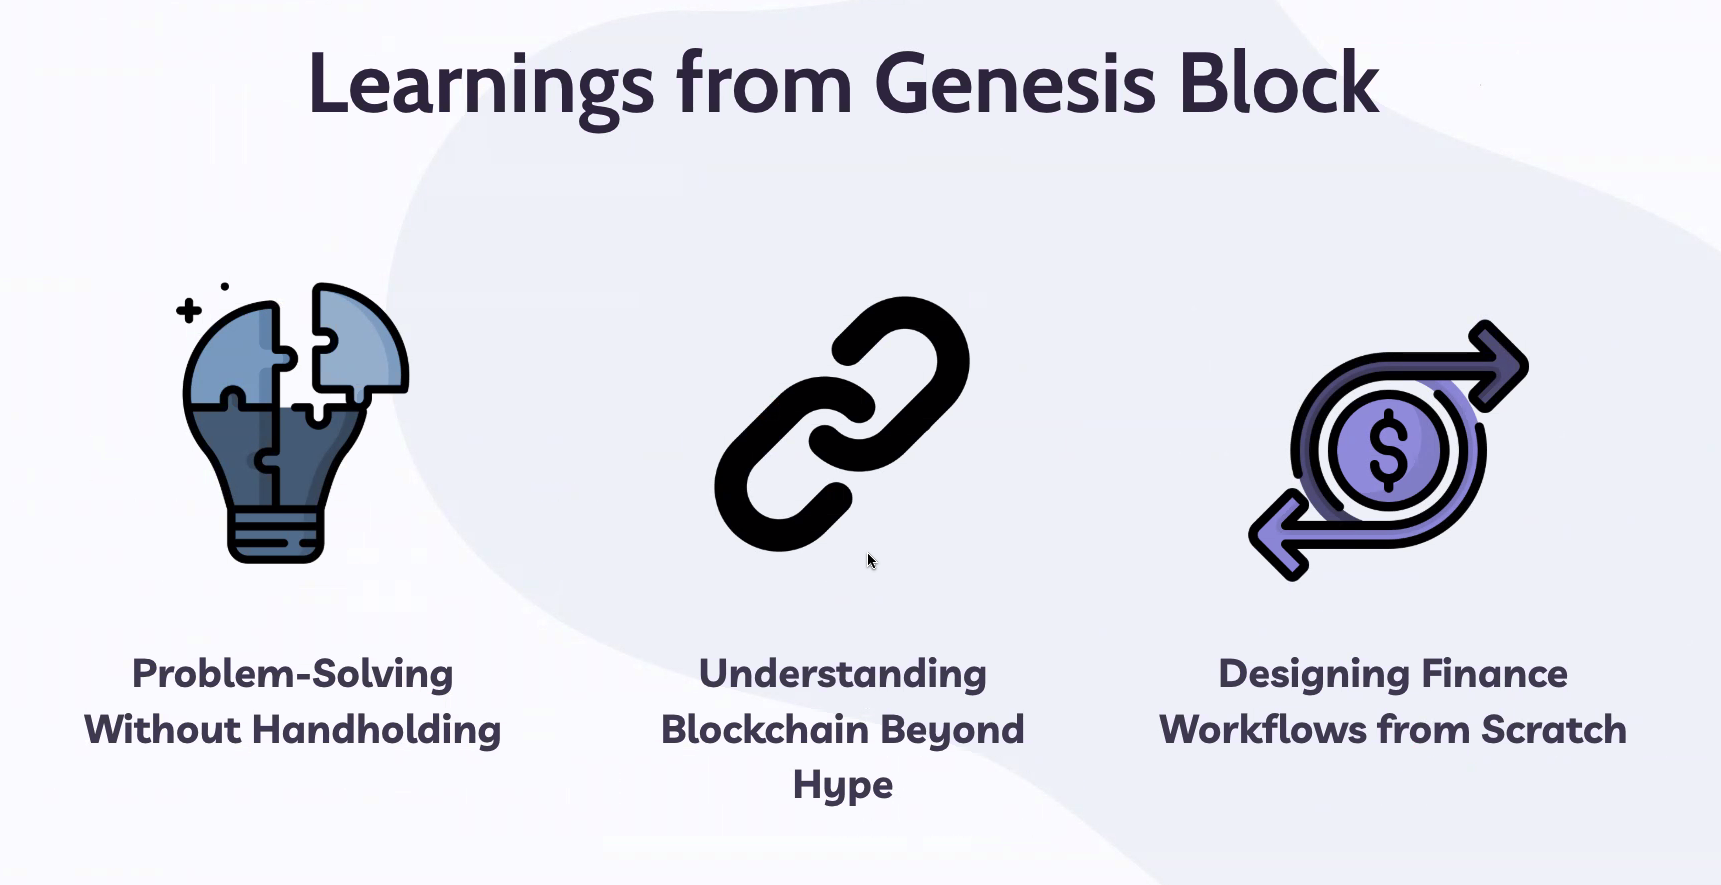 Learnings from Genesis Block
Problem-Solving
Without Handholding
Understanding
Blockchain Beyond
Hype
Designing Finance
Workflows from Scratch